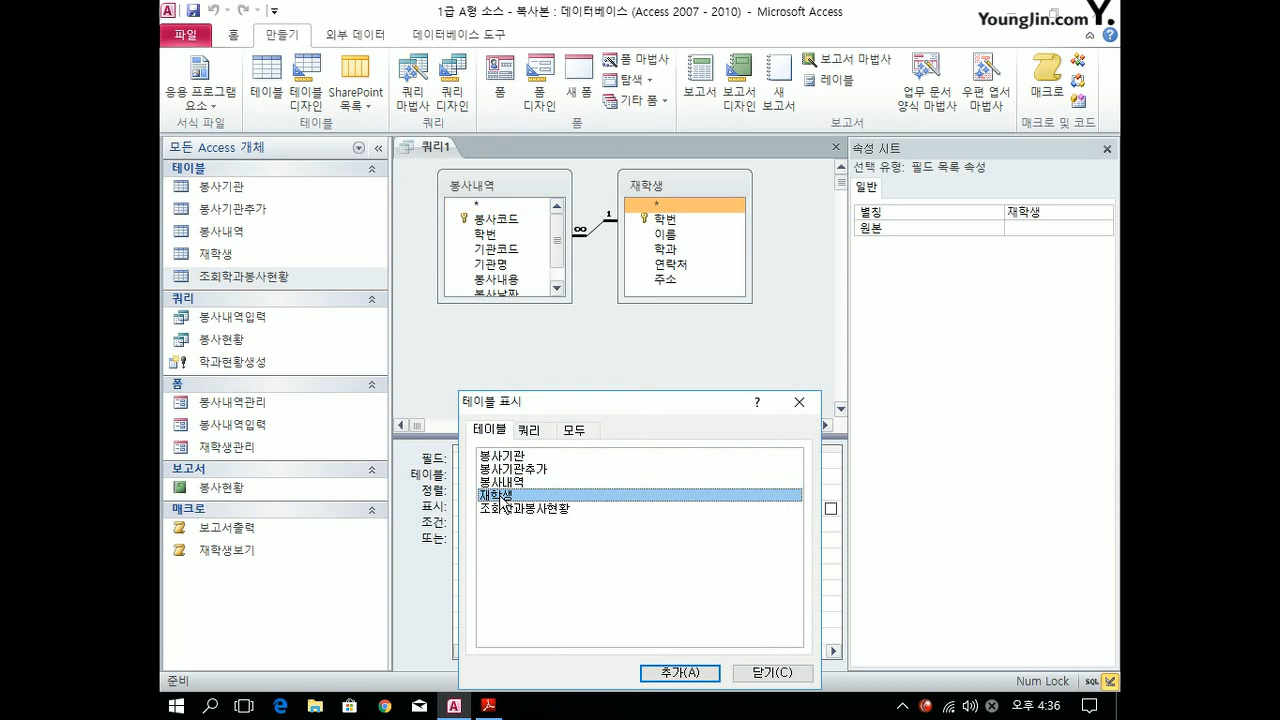 1급 A형 소스 - 복사본 : 데이터베이스 (Access 2007 - 2010) - Microsoft Access
YoungJin.com Y.
파일 홈 만들기 외부 데이터 데이터베이스 도구
응용 프로그램 요소
테이블
테이블 디자인
SharePoint 목록
쿼리 마법사
쿼리 디자인
폼
폼 디자인
새 폼
폼 마법사
탐색
기타 폼
보고서
보고서 디자인
새 보고서
보고서 마법사
레이블
업무 문서 양식 마법사
우편 엽서 마법사
매크로
서식 파일 테이블 쿼리 폼 보고서 매크로 및 코드
모든 Access 개체
테이블
봉사기관
봉사기관추가
봉사내역
재학생
조회학과봉사현황
쿼리
봉사내역입력
봉사현황
학과현황생성
폼
봉사내역관리
봉사내역입력
재학생관리
보고서
봉사현황
매크로
보고서출력
재학생보기
쿼리1
봉사내역
*
봉사코드
학번
기관코드
기관명
봉사내용
봉사날짜
∞ 1
재학생
*
학번
이름
학과
연락처
주소
필드:
테이블:
정렬:
표시:
조건:
또는:
테이블 표시
? 
테이블 쿼리 모두
봉사기관
봉사기관추가
봉사내역
재학생
조회학과봉사현황
추가(A) 닫기(C)
속성 시트
선택 유형: 필드 목록 속성
일반
별칭 재학생
원본
준비
Num Lock SQL
오후 4:36